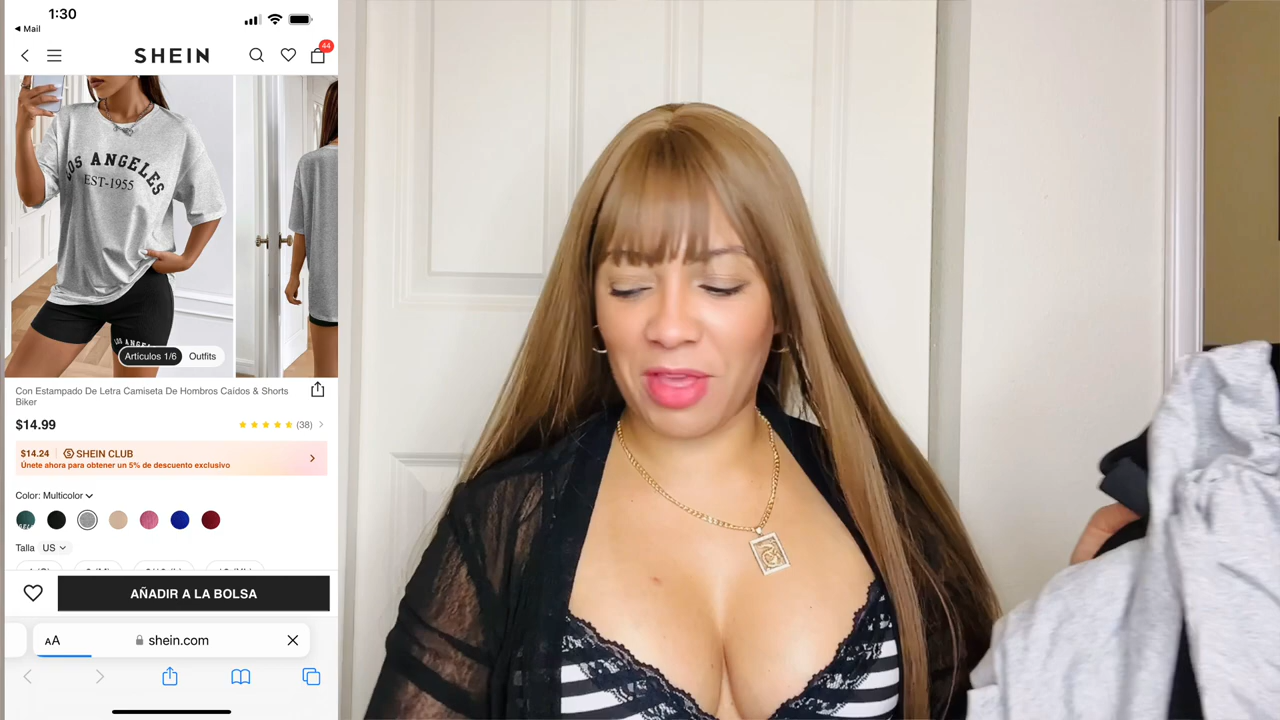 1:30
Mail
SHEIN
44
LOS ANGELES
EST-1955
LOS ANGELES
Artículos 1/6
Outfits
Con Estampado De Letra Camiseta De Hombros Caídos & Shorts
Biker
$14.99
(38)
$14.24
SHEIN CLUB
Únete ahora para obtener un 5% de descuento exclusivo
Color: Multicolor
Talla US
AÑADIR A LA BOLSA
AA
shein.com